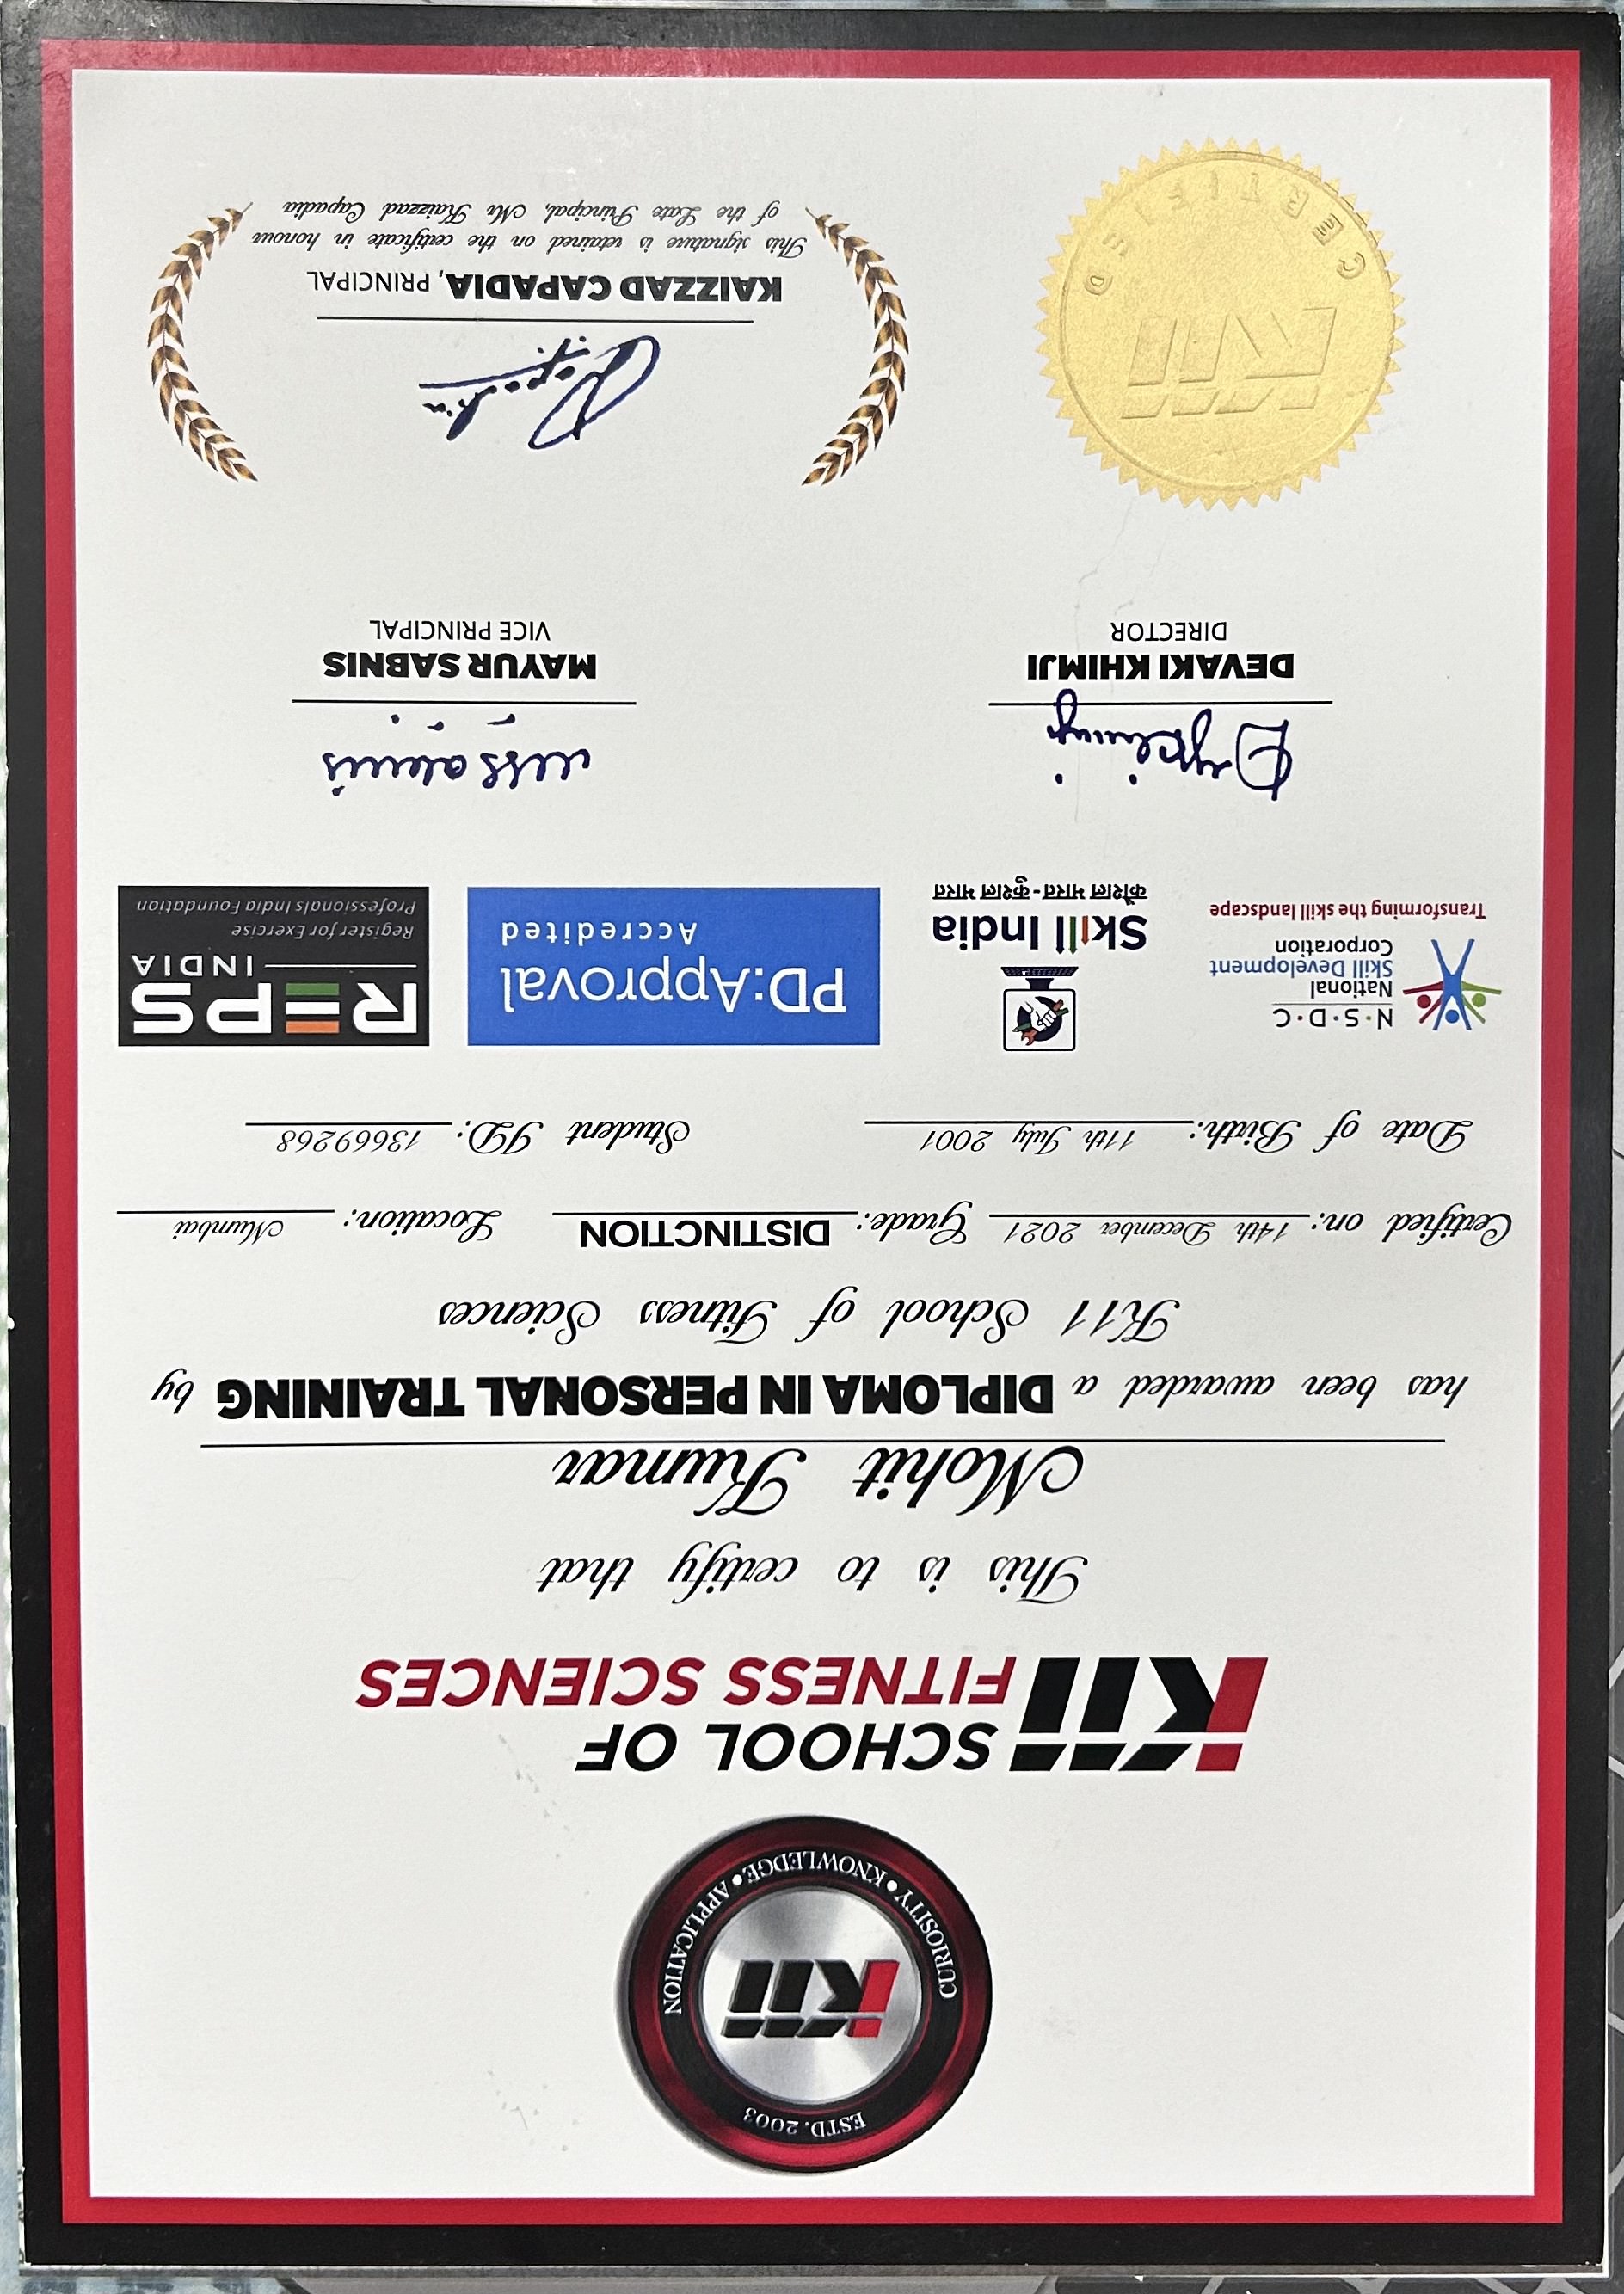 ESTD. 2003
CURIOSITY • KNOWLEDGE • APPLICATION
K11
K11 SCHOOL OF
FITNESS SCIENCES
This is to certify that
Mohit Kumar
has been awarded a DIPLOMA IN PERSONAL TRAINING by
K11 School of Fitness Sciences
Certified on: 14th December 2021 Grade: DISTINCTION Location: Mumbai
Date of Birth: 11th July 2001 Student ID: 13669268
N·S·D·C
National
Skill Development
Corporation
Transforming the skill landscape
Skill India
कौशल भारत-कुशल भारत
PD:Approval
Accredited
REPS
INDIA
Register for Exercise
Professionals India Foundation
DEVAKI KHIMJI
DIRECTOR
MSabnis
MAYUR SABNIS
VICE PRINCIPAL
K11
CERTIFIED
Capadia
KAIZZAD CAPADIA, PRINCIPAL
This signature is retained on the certificate in honour
of the Late Principal, Mr Kaizzad Capadia